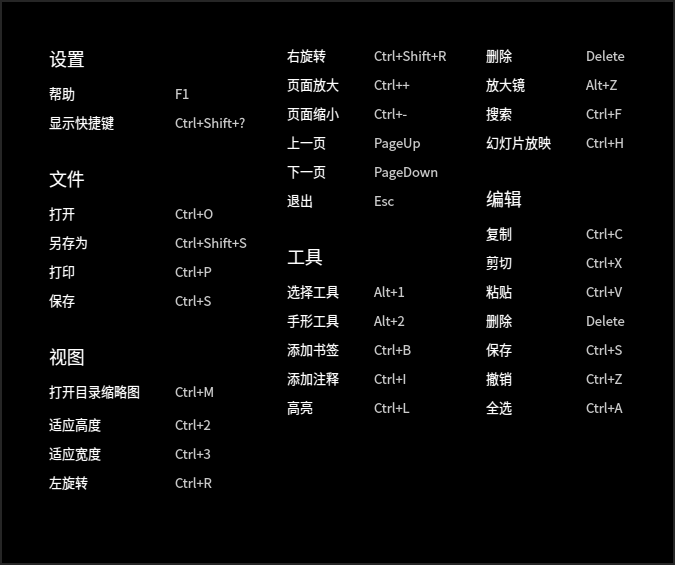 设置
帮助 F1
显示快捷键 Ctrl+Shift+?
文件
打开 Ctrl+O
另存为 Ctrl+Shift+S
打印 Ctrl+P
保存 Ctrl+S
视图
打开目录缩略图 Ctrl+M
适应高度 Ctrl+2
适应宽度 Ctrl+3
左旋转 Ctrl+R
右旋转 Ctrl+Shift+R
页面放大 Ctrl++
页面缩小 Ctrl+-
上一页 PageUp
下一页 PageDown
退出 Esc
工具
选择工具 Alt+1
手形工具 Alt+2
添加书签 Ctrl+B
添加注释 Ctrl+I
高亮 Ctrl+L
删除 Delete
放大镜 Alt+Z
搜索 Ctrl+F
幻灯片放映 Ctrl+H
编辑
复制 Ctrl+C
剪切 Ctrl+X
粘贴 Ctrl+V
删除 Delete
保存 Ctrl+S
撤销 Ctrl+Z
全选 Ctrl+A